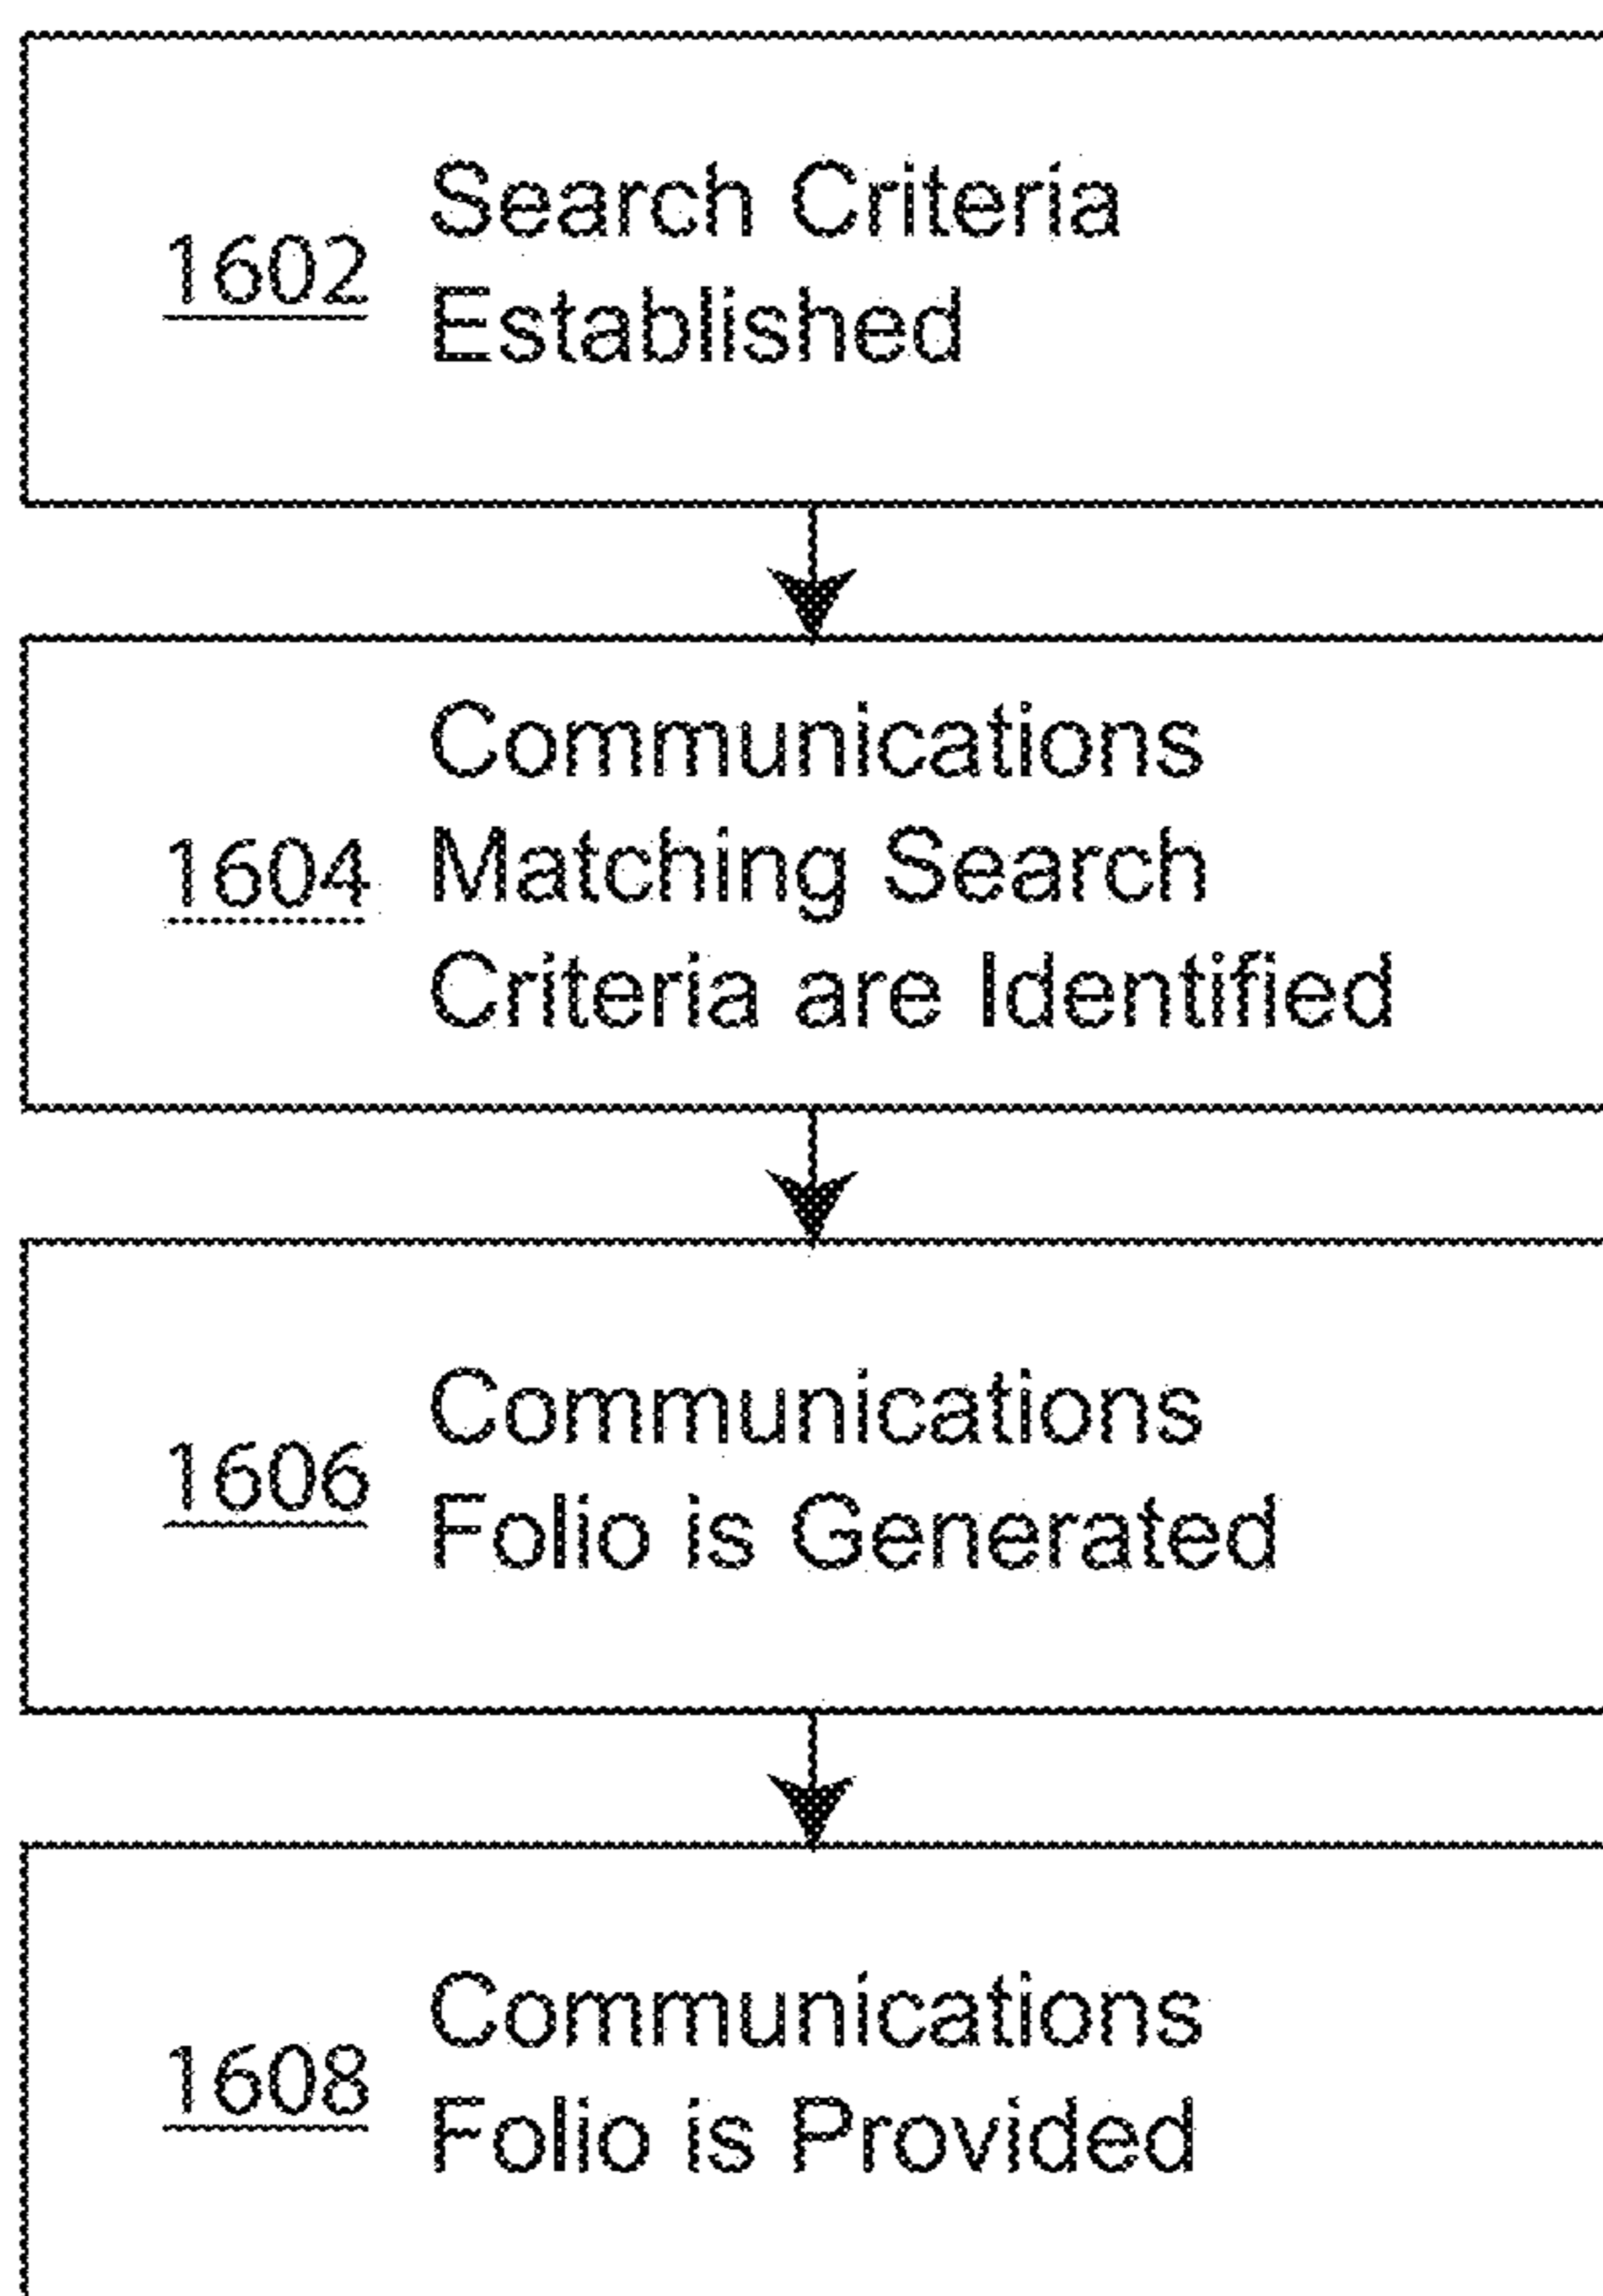 Search Criteria
1602
Established
Communications
1604 Matching Search
Criteria are Identified
Communications
1606
Folio is Generated
Communications
1608
Folio is Provided